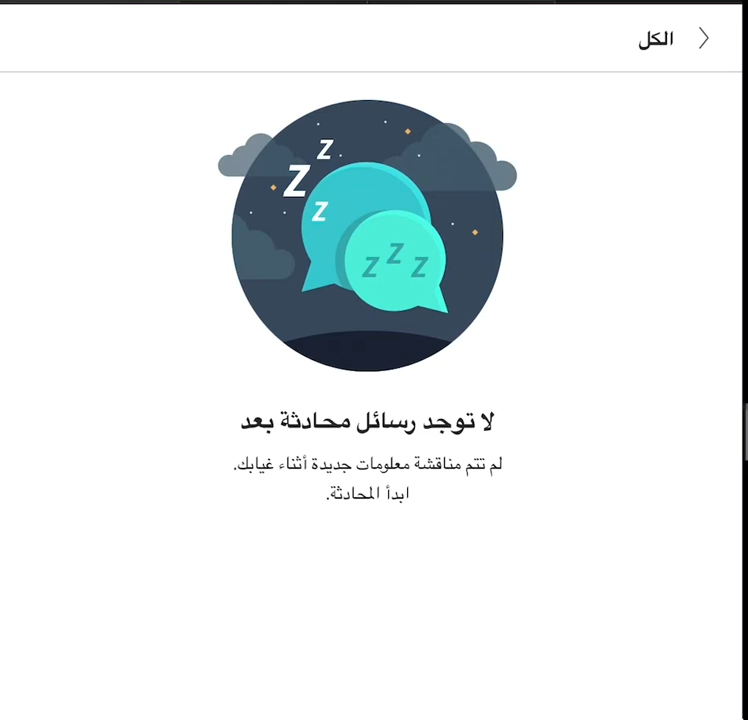 الكل
Z
Z
Z
Z Z Z
لا توجد رسائل محادثة بعد
لم تتم مناقشة معلومات جديدة أثناء غيابك.
ابدأ المحادثة.